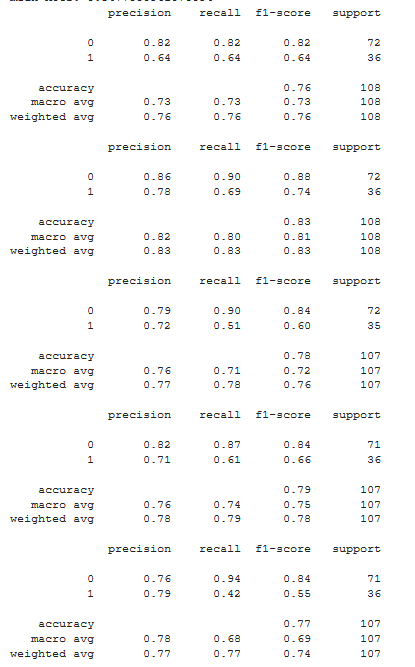 precision recall f1-score support
0 0.82 0.82 0.82 72
1 0.64 0.64 0.64 36
accuracy 0.76 108
macro avg 0.73 0.73 0.73 108
weighted avg 0.76 0.76 0.76 108
precision recall f1-score support
0 0.86 0.90 0.88 72
1 0.78 0.69 0.74 36
accuracy 0.83 108
macro avg 0.82 0.80 0.81 108
weighted avg 0.83 0.83 0.83 108
precision recall f1-score support
0 0.79 0.90 0.84 72
1 0.72 0.51 0.60 35
accuracy 0.78 107
macro avg 0.76 0.71 0.72 107
weighted avg 0.77 0.78 0.76 107
precision recall f1-score support
0 0.82 0.87 0.84 71
1 0.71 0.61 0.66 36
accuracy 0.79 107
macro avg 0.76 0.74 0.75 107
weighted avg 0.78 0.79 0.78 107
precision recall f1-score support
0 0.76 0.94 0.84 71
1 0.79 0.42 0.55 36
accuracy 0.77 107
macro avg 0.78 0.68 0.69 107
weighted avg 0.77 0.77 0.74 107